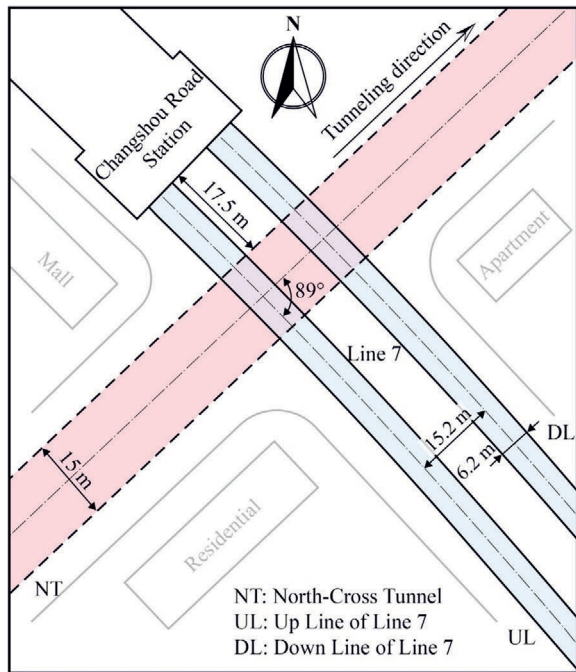 N
Changshou Road
Station
Tunneling direction
17.5 m
Mall
Apartment
89°
Line 7
15.2 m
6.2 m
DL
15 m
Residential
NT
NT: North-Cross Tunnel
UL: Up Line of Line 7
DL: Down Line of Line 7
UL